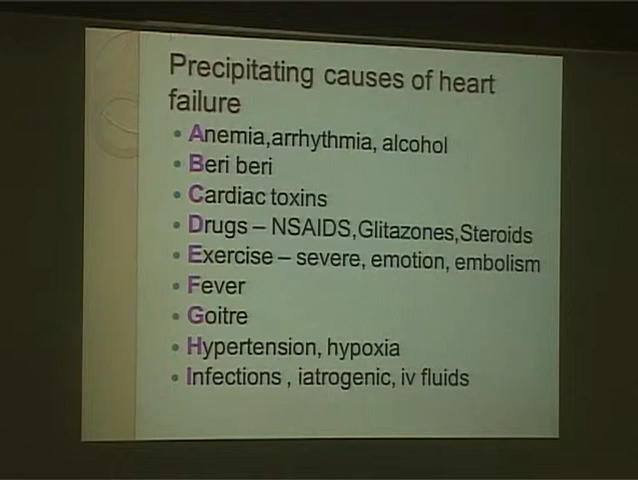 Precipitating causes of heart
failure
• Anemia,arrhythmia, alcohol
• Beri beri
• Cardiac toxins
• Drugs – NSAIDS,Glitazones,Steroids
• Exercise – severe, emotion, embolism
• Fever
• Goitre
• Hypertension, hypoxia
• Infections , iatrogenic, iv fluids